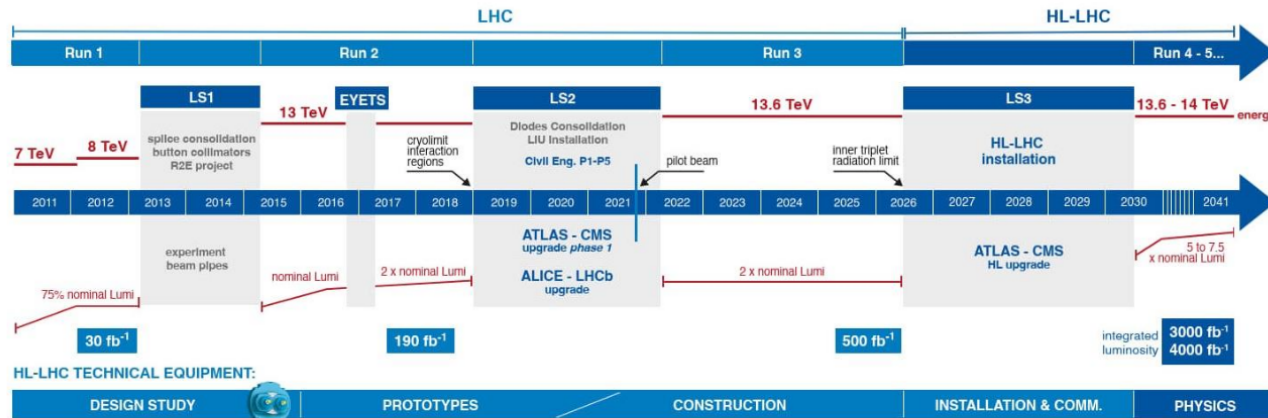 LHC
HL-LHC
Run 1
Run 2
Run 3
Run 4 - 5...
LS1
EYETS
LS2
LS3
13 TeV
13.6 TeV
13.6 - 14 TeV
energ
7 TeV
8 TeV
splice consolidation
button collimators
R2E project
cryolimit
interaction
regions
Diodes Consolidation
LIU Installation
Civil Eng. P1-P5
pilot beam
inner triplet
radiation limit
HL-LHC
installation
2011
2012
2013
2014
2015
2016
2017
2018
2019
2020
2021
2022
2023
2024
2025
2026
2027
2028
2029
2030
2041
experiment
beam pipes
ATLAS - CMS
upgrade phase 1
ALICE - LHCb
upgrade
ATLAS - CMS
HL upgrade
75% nominal Lumi
nominal Lumi
2 x nominal Lumi
2 x nominal Lumi
5 to 7.5
x nominal Lumi
30 fb⁻¹
190 fb⁻¹
500 fb⁻¹
integrated
luminosity
3000 fb⁻¹
4000 fb⁻¹
HL-LHC TECHNICAL EQUIPMENT:
DESIGN STUDY
PROTOTYPES
CONSTRUCTION
INSTALLATION & COMM.
PHYSICS